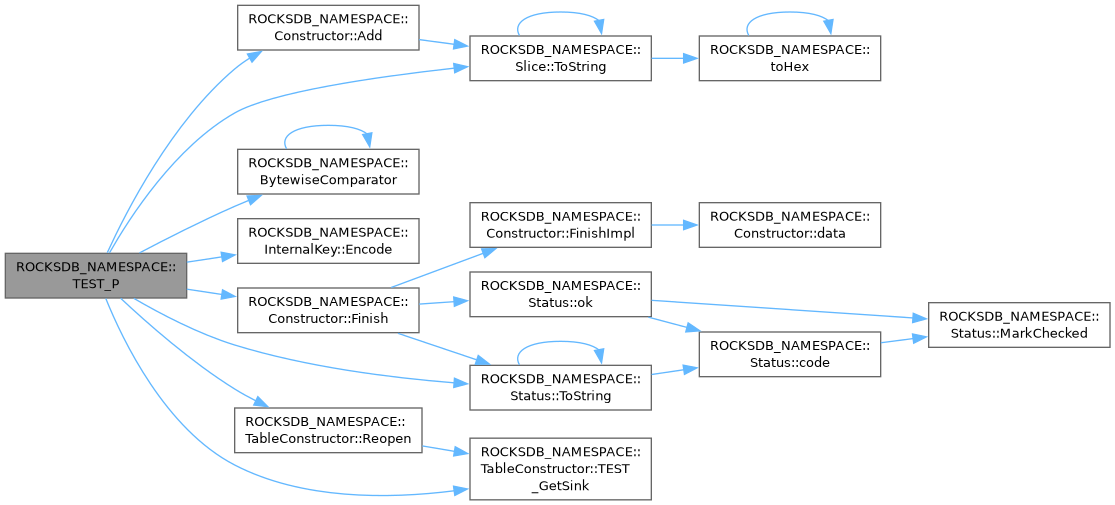 ROCKSDB_NAMESPACE::
TEST_P
ROCKSDB_NAMESPACE::
Constructor::Add
ROCKSDB_NAMESPACE::
Slice::ToString
ROCKSDB_NAMESPACE::
toHex
ROCKSDB_NAMESPACE::
BytewiseComparator
ROCKSDB_NAMESPACE::
InternalKey::Encode
ROCKSDB_NAMESPACE::
Constructor::Finish
ROCKSDB_NAMESPACE::
Constructor::FinishImpl
ROCKSDB_NAMESPACE::
Constructor::data
ROCKSDB_NAMESPACE::
Status::ok
ROCKSDB_NAMESPACE::
Status::code
ROCKSDB_NAMESPACE::
Status::MarkChecked
ROCKSDB_NAMESPACE::
Status::ToString
ROCKSDB_NAMESPACE::
TableConstructor::Reopen
ROCKSDB_NAMESPACE::
TableConstructor::TEST
_GetSink